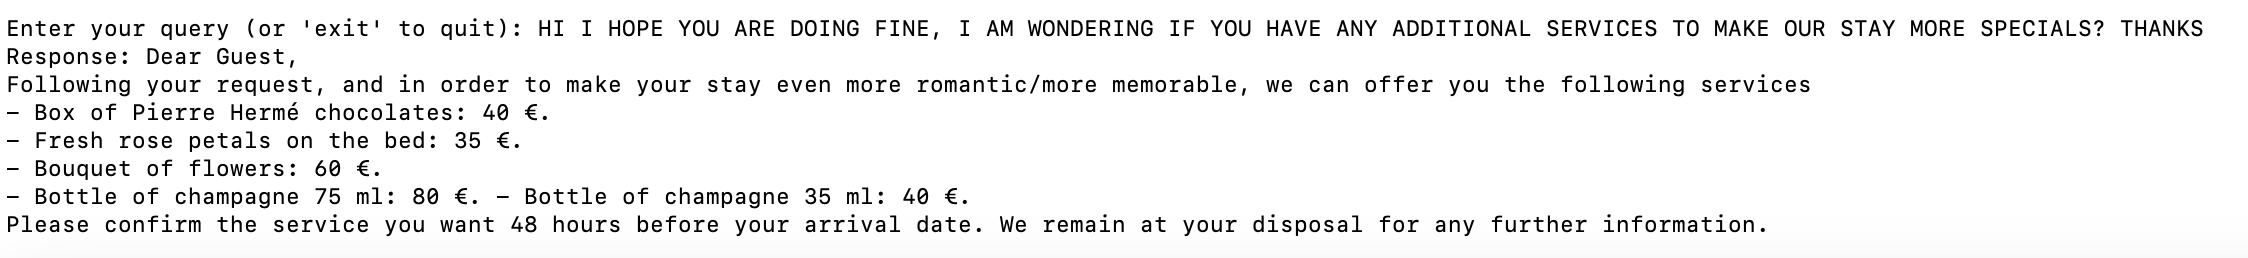 Enter your query (or 'exit' to quit): HI I HOPE YOU ARE DOING FINE, I AM WONDERING IF YOU HAVE ANY ADDITIONAL SERVICES TO MAKE OUR STAY MORE SPECIALS? THANKS
Response: Dear Guest,
Following your request, and in order to make your stay even more romantic/more memorable, we can offer you the following services
– Box of Pierre Hermé chocolates: 40 €.
– Fresh rose petals on the bed: 35 €.
– Bouquet of flowers: 60 €.
– Bottle of champagne 75 ml: 80 €. – Bottle of champagne 35 ml: 40 €.
Please confirm the service you want 48 hours before your arrival date. We remain at your disposal for any further information.